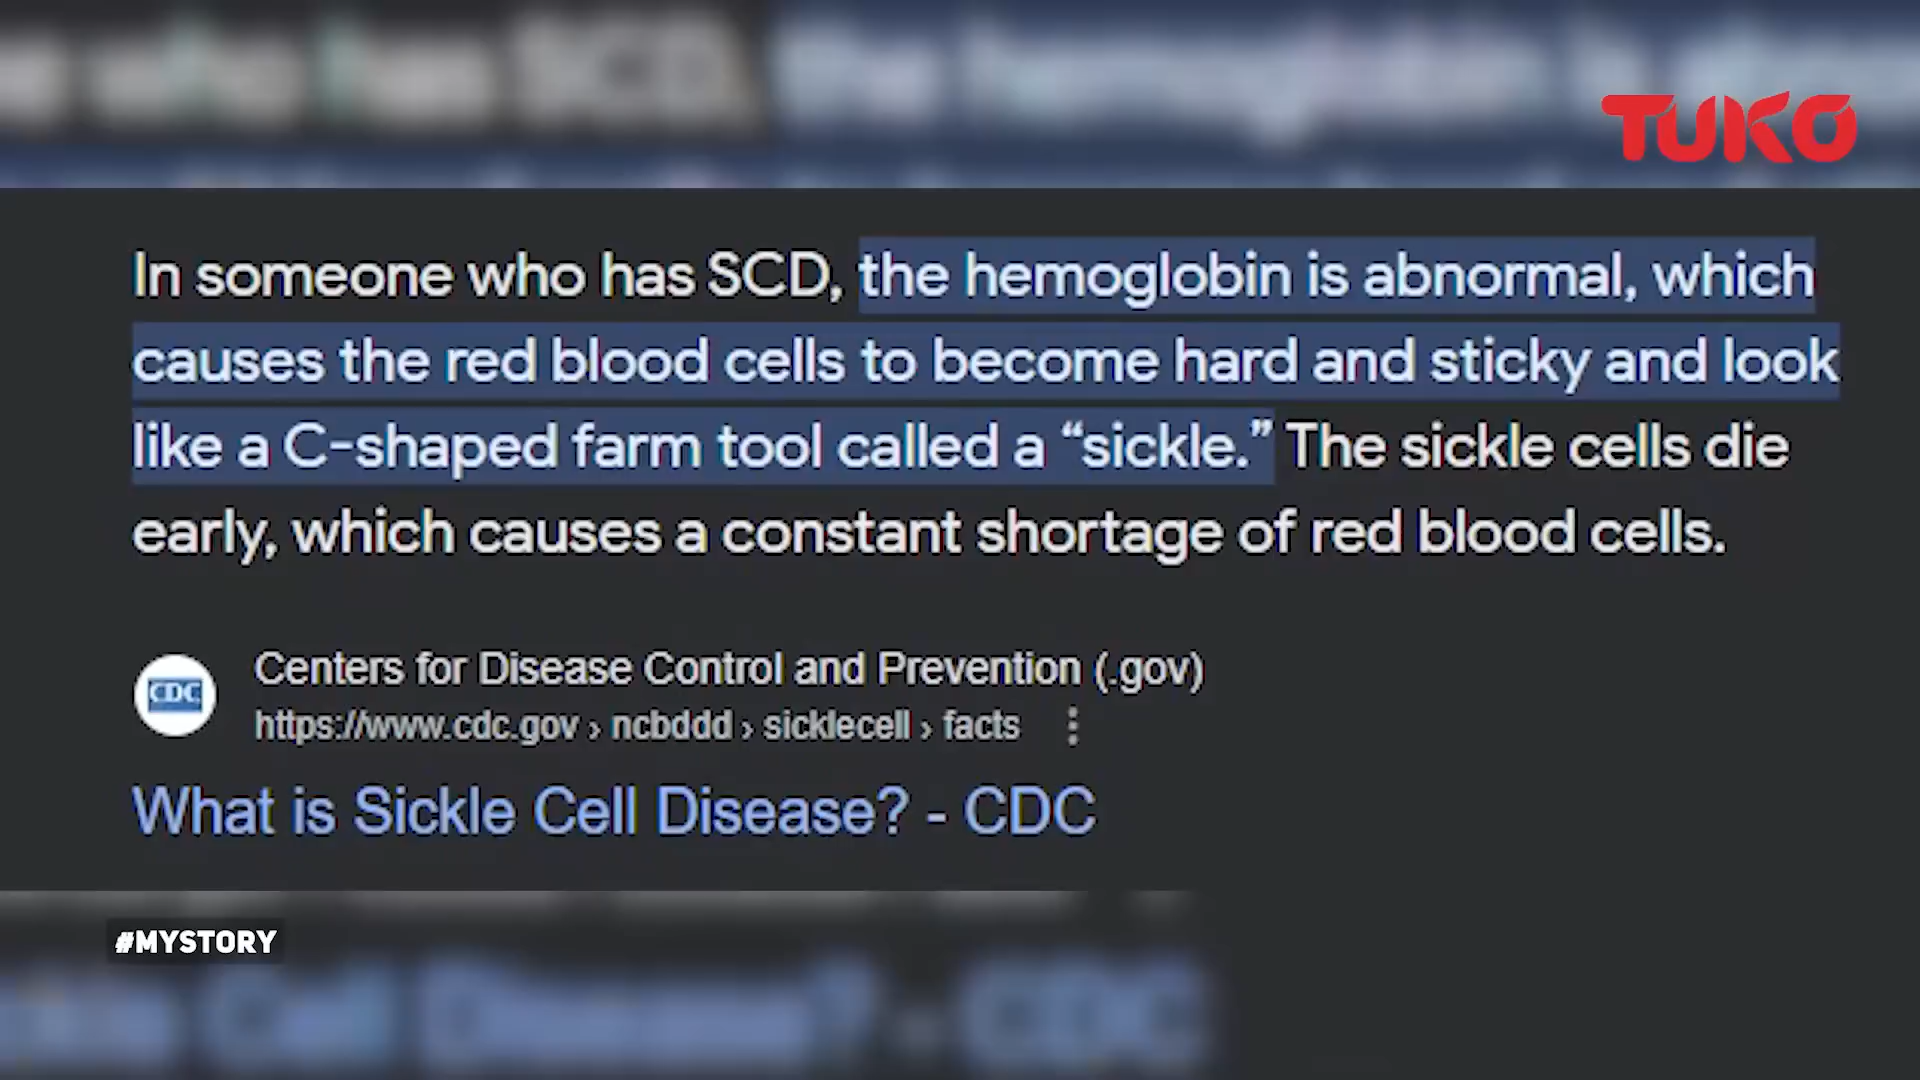 TUKO
In someone who has SCD, the hemoglobin is abnormal, which
causes the red blood cells to become hard and sticky and look
like a C-shaped farm tool called a “sickle.” The sickle cells die
early, which causes a constant shortage of red blood cells.
CDC
Centers for Disease Control and Prevention (.gov)
https://www.cdc.gov › ncbddd › sicklecell › facts
What is Sickle Cell Disease? - CDC
#MYSTORY